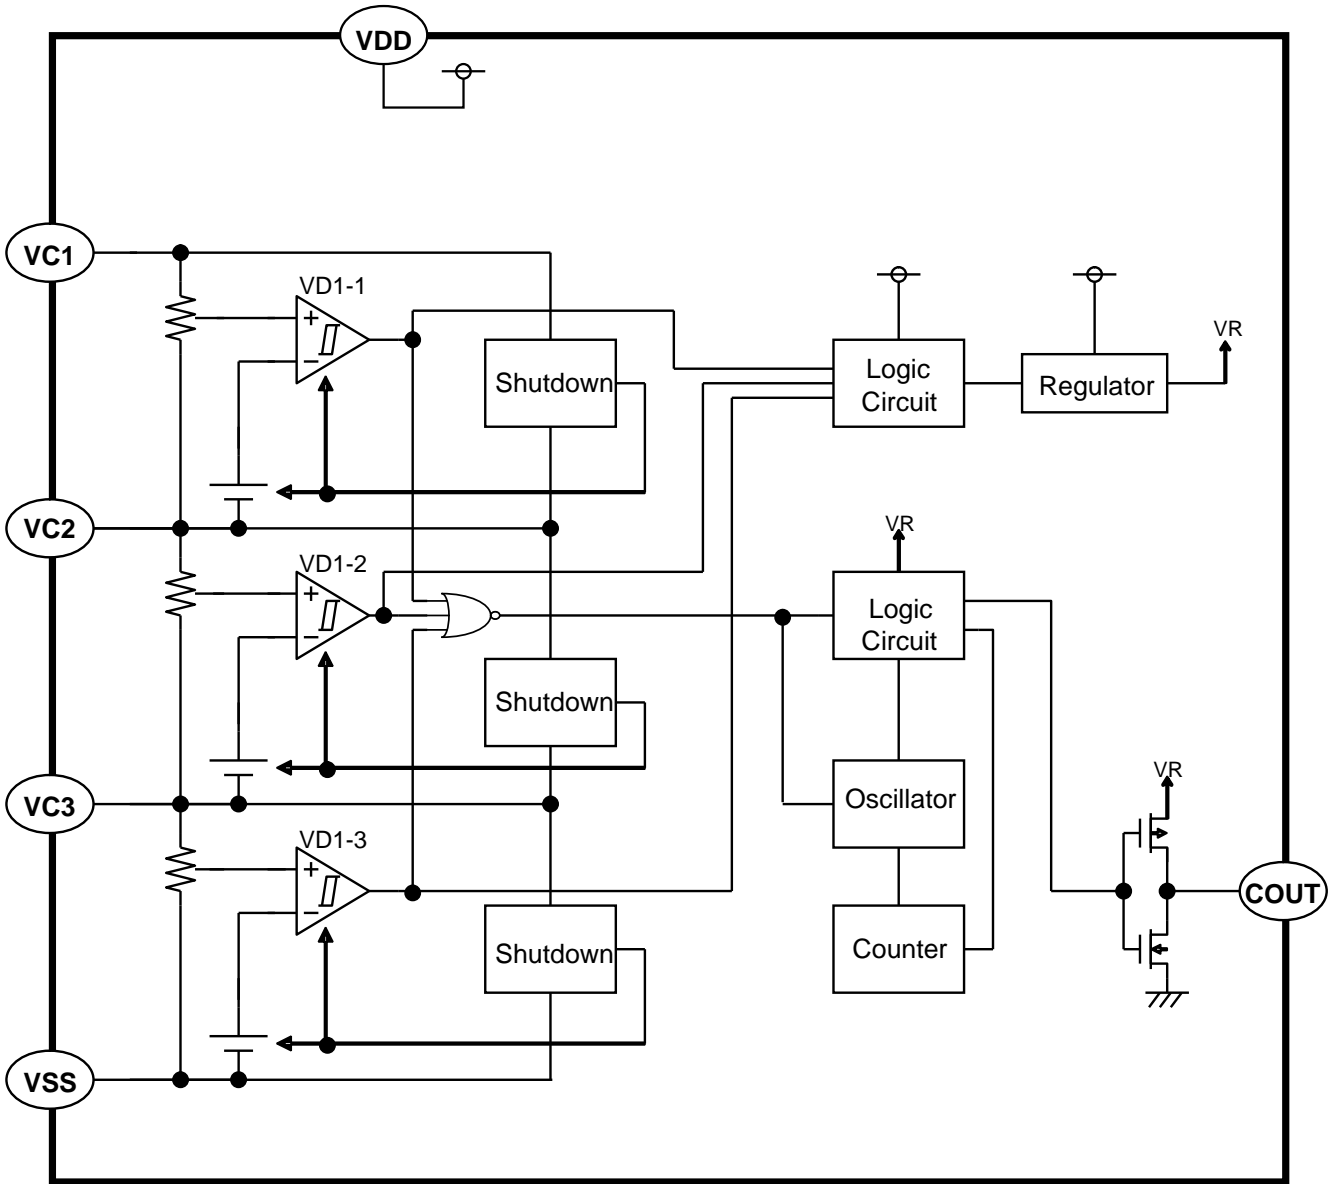 VDD
VC1
VD1-1
+
−
Shutdown
Logic
Circuit
Regulator
VR
VC2
VD1-2
+
−
Shutdown
VR
Logic
Circuit
VC3
VD1-3
+
−
Shutdown
Oscillator
Counter
VR
COUT
VSS